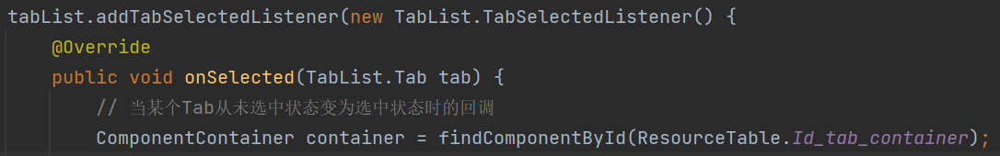 tabList.addTabSelectedListener(new TabList.TabSelectedListener() {
@Override
public void onSelected(TabList.Tab tab) {
// 当某个Tab从未选中状态变为选中状态时的回调
ComponentContainer container = findComponentById(ResourceTable.Id_tab_container);